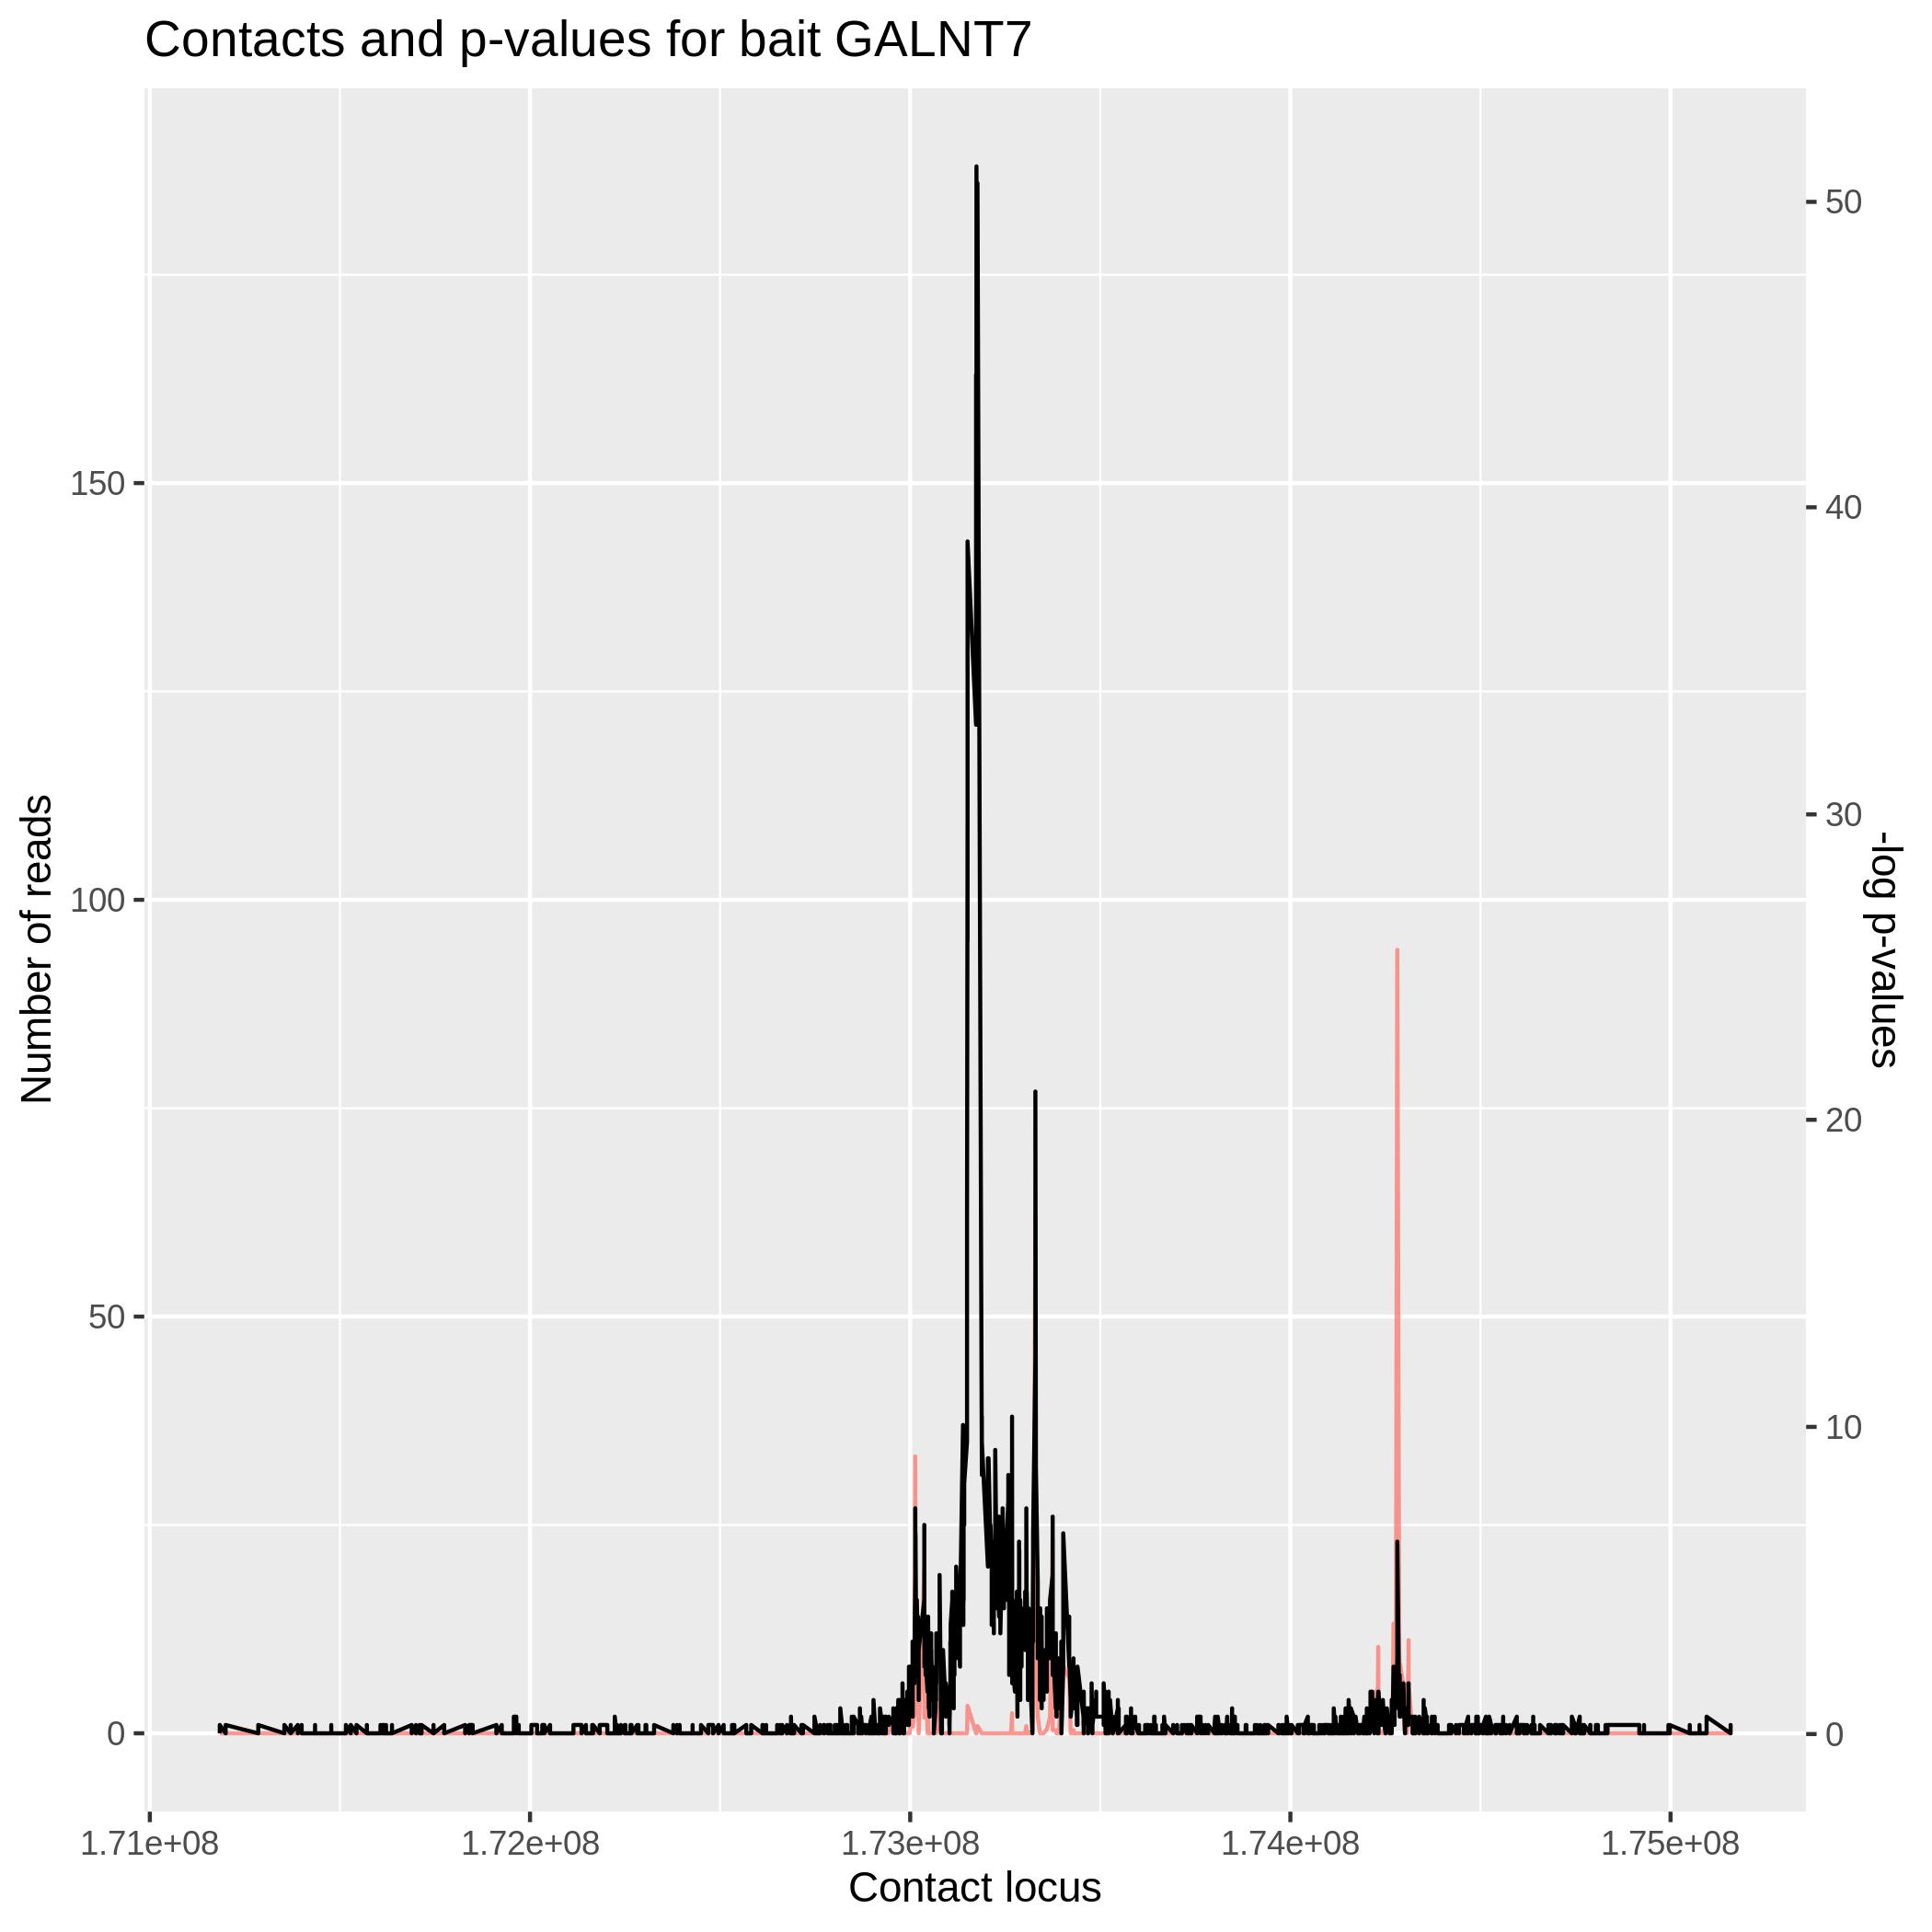 Contacts and p-values for bait GALNT7
50
150
40
30
100
20
50
10
0
0
Number of reads
-log p-values
1.71e+08
1.72e+08
1.73e+08
1.74e+08
1.75e+08
Contact locus